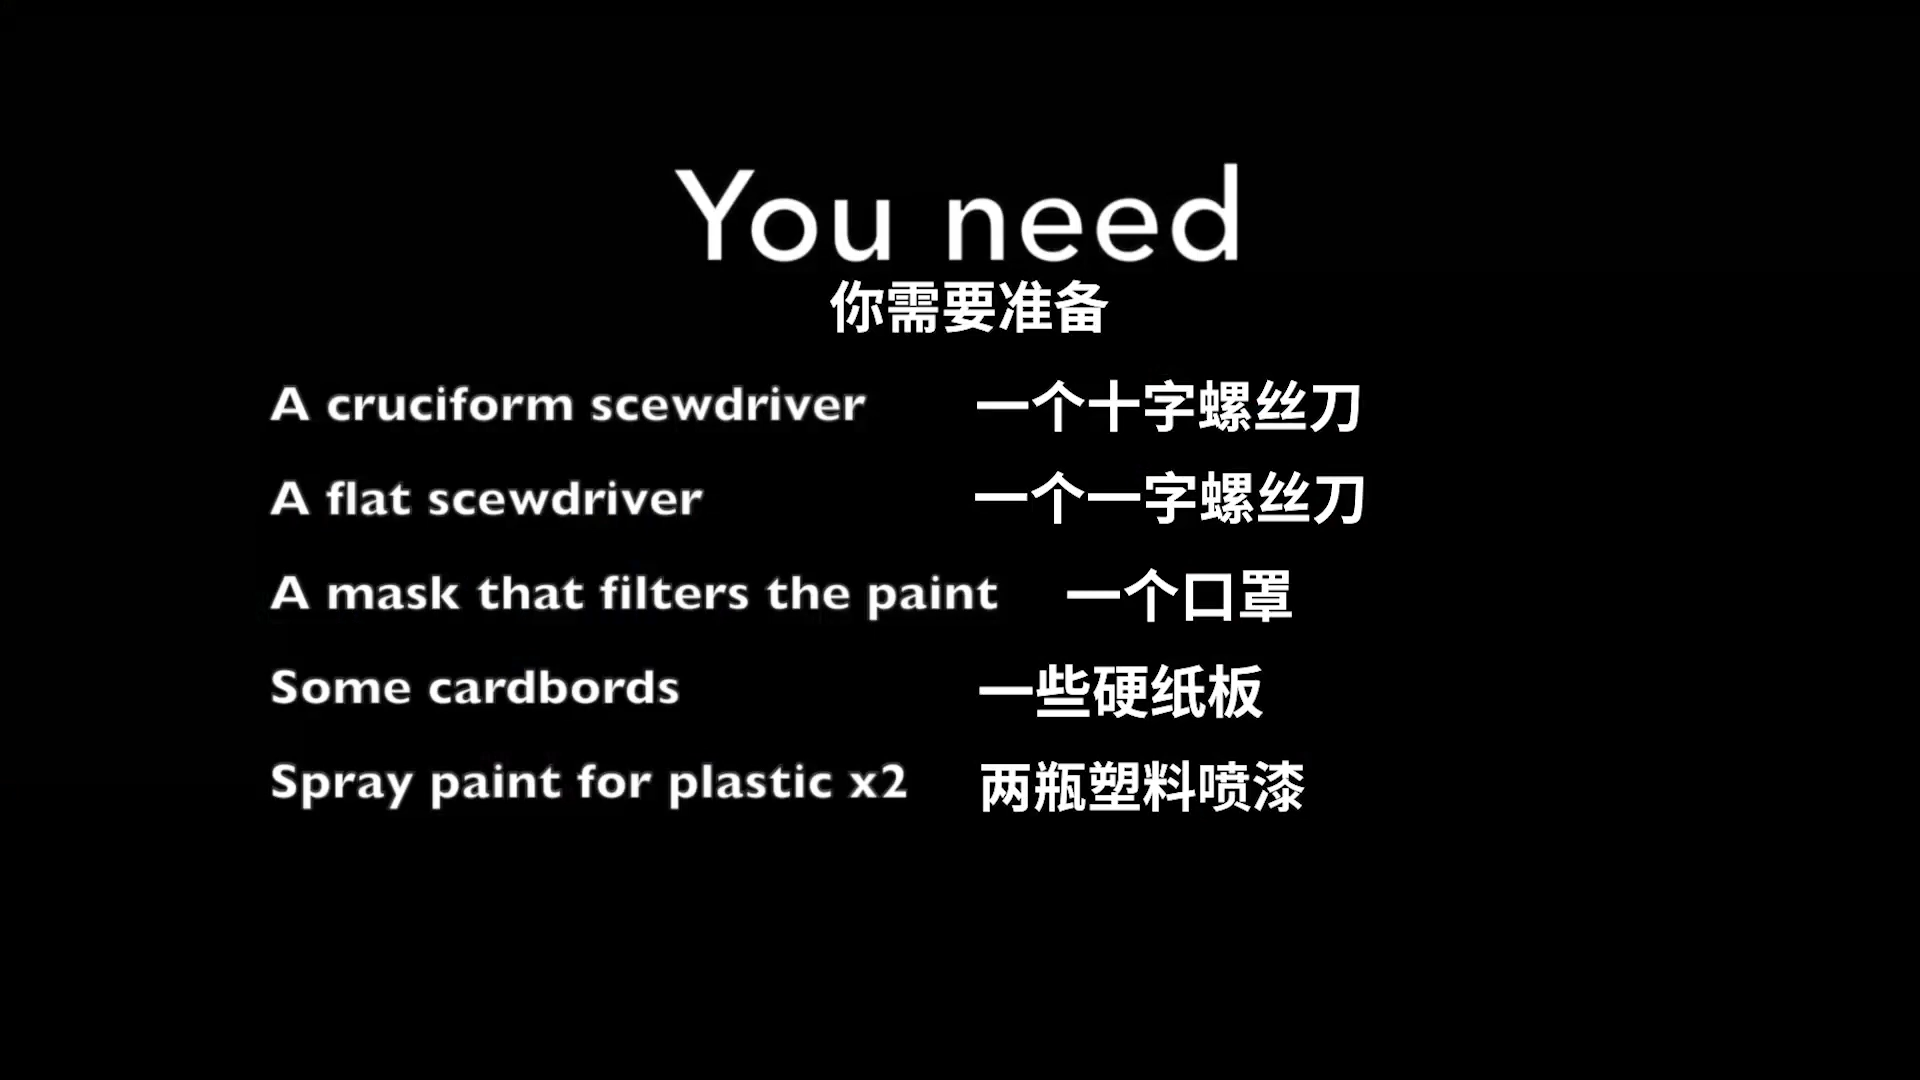 You need
你需要准备
A cruciform scewdriver 一个十字螺丝刀
A flat scewdriver 一个一字螺丝刀
A mask that filters the paint 一个口罩
Some cardbords 一些硬纸板
Spray paint for plastic x2 两瓶塑料喷漆